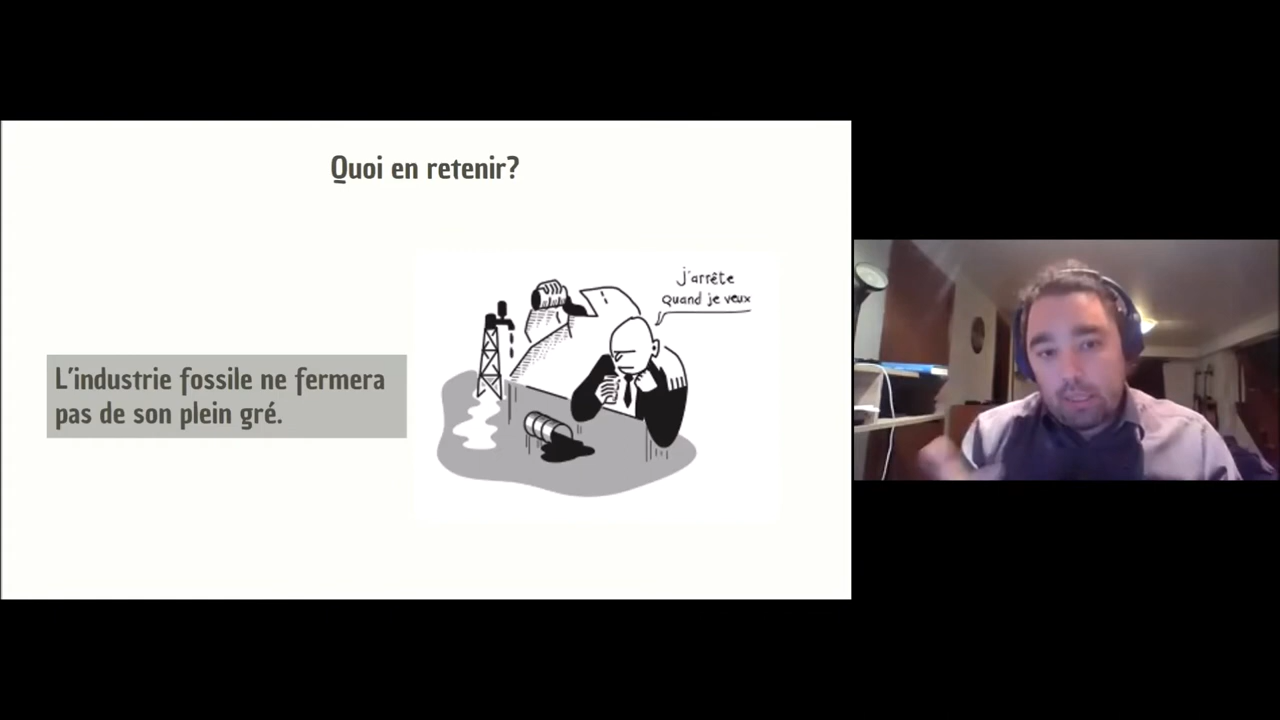 Quoi en retenir?
j'arrête
quand je veux
L'industrie fossile ne fermera
pas de son plein gré.